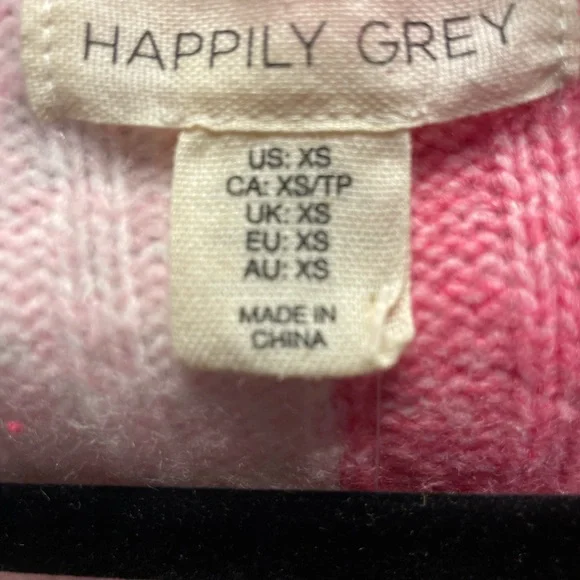 HAPPILY GREY
US: XS
CA: XS/TP
UK: XS
EU: XS
AU: XS
MADE IN
CHINA